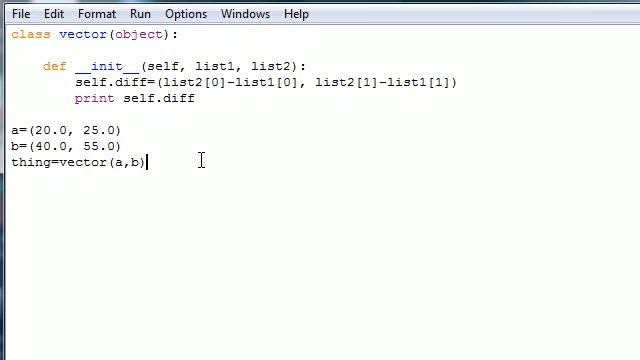 File Edit Format Run Options Windows Help
class vector(object):
def __init__(self, list1, list2):
self.diff=(list2[0]-list1[0], list2[1]-list1[1])
print self.diff
a=(20.0, 25.0)
b=(40.0, 55.0)
thing=vector(a,b)